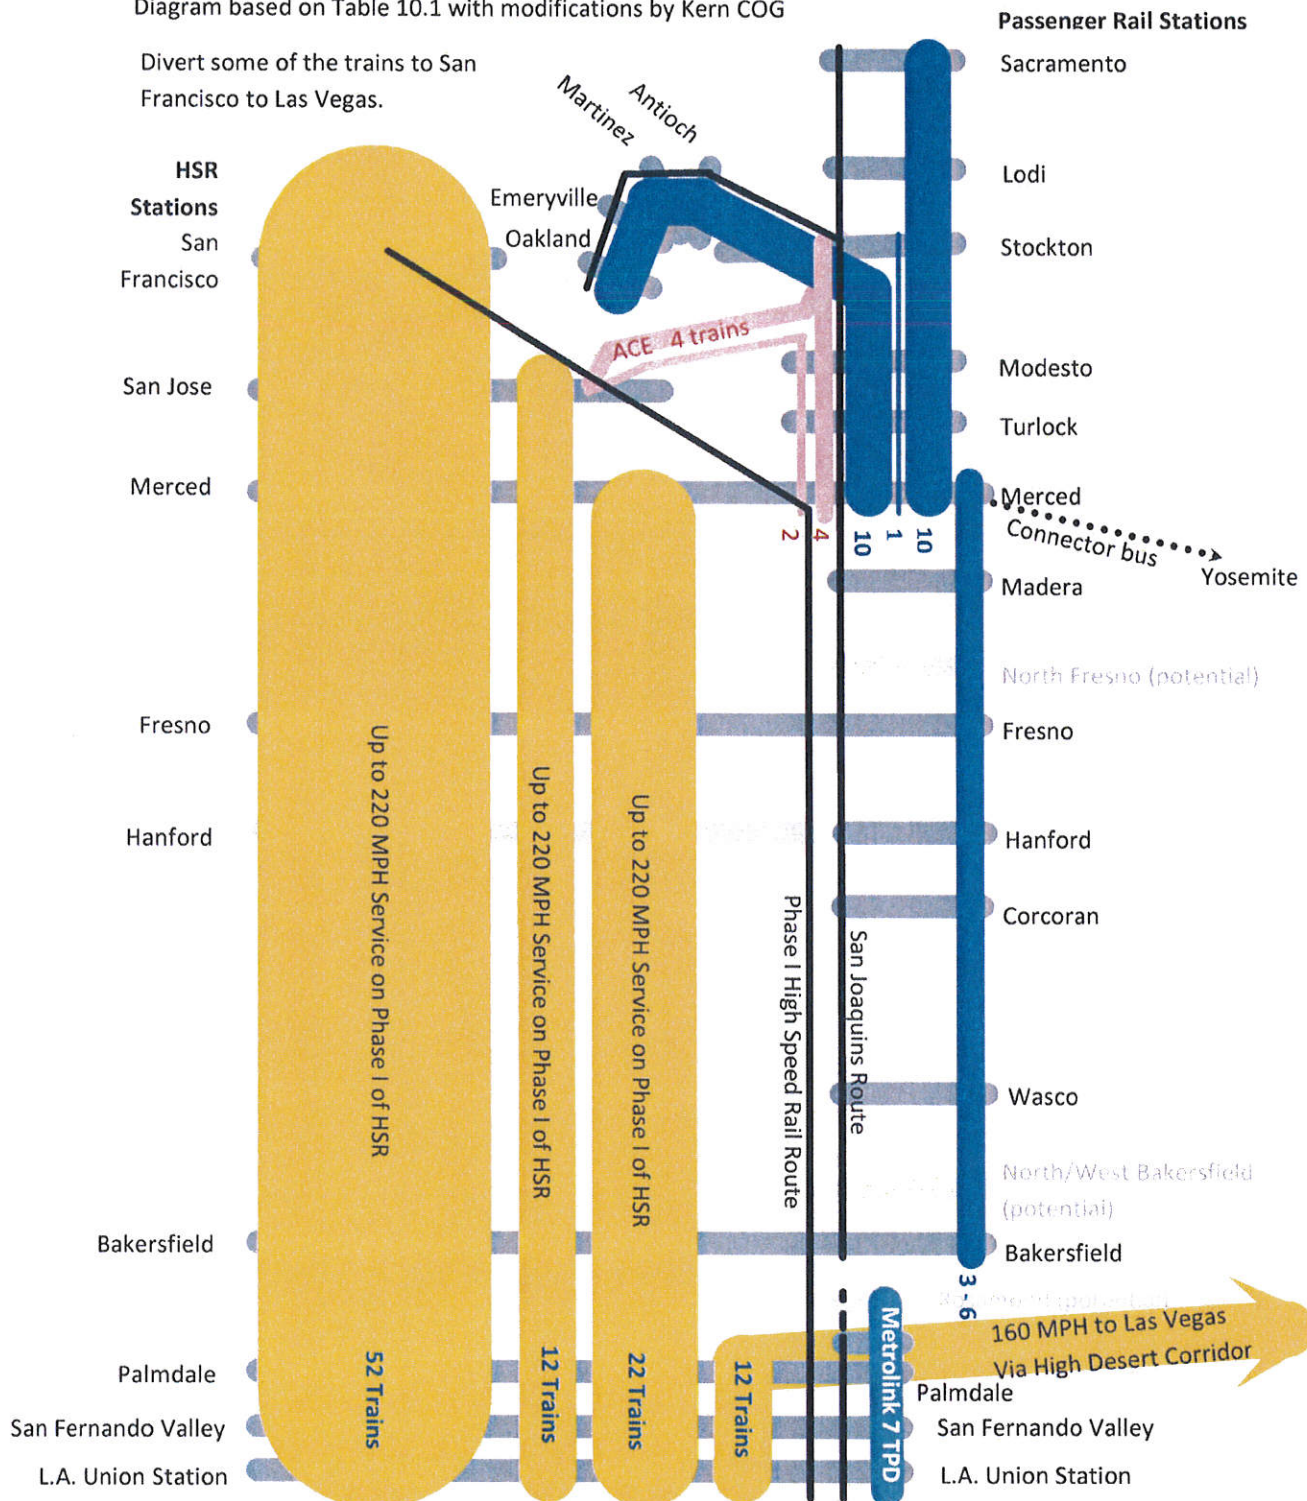 Diagram based on Table 10.1 with modifications by Kern COG
Divert some of the trains to San
Francisco to Las Vegas.
Passenger Rail Stations
HSR
Stations
San
Francisco
San Jose
Merced
Fresno
Hanford
Bakersfield
Palmdale
San Fernando Valley
L.A. Union Station
Martinez
Antioch
Emeryville
Oakland
ACE 4 trains
Sacramento
Lodi
Stockton
Modesto
Turlock
Merced
Connector bus
Yosemite
Madera
North Fresno (potential)
Fresno
Hanford
Corcoran
Wasco
North/West Bakersfield
(potential)
Bakersfield
2
4
10
1
10
3 - 6
Up to 220 MPH Service on Phase I of HSR
Up to 220 MPH Service on Phase I of HSR
Up to 220 MPH Service on Phase I of HSR
Phase I High Speed Rail Route
San Joaquins Route
52 Trains
12 Trains
22 Trains
12 Trains
Metrolink 7 TPD
160 MPH to Las Vegas
Via High Desert Corridor
Palmdale
San Fernando Valley
L.A. Union Station